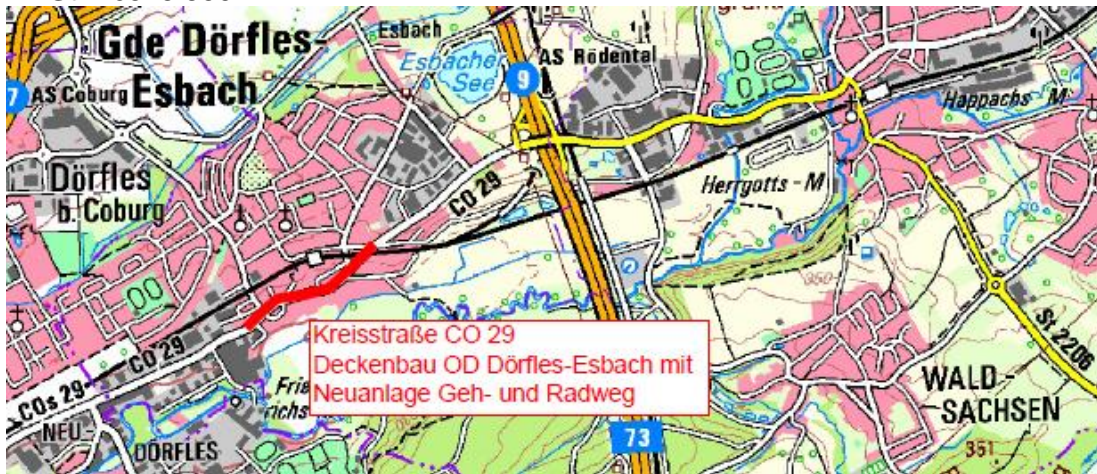 Gde Dörfles-
Esbach
Esbach
Esbacher
See
9
AS Rödental
7
AS Coburg
Happachs-M
Dörfles
b. Coburg
CO 29
Herrgotts-M
350
Kreisstraße CO 29
Deckenbau OD Dörfles-Esbach mit
Neuanlage Geh- und Radweg
CO 29
COs 29
NEU-
DÖRFLES
73
St 2206
WALD-
SACHSEN
351